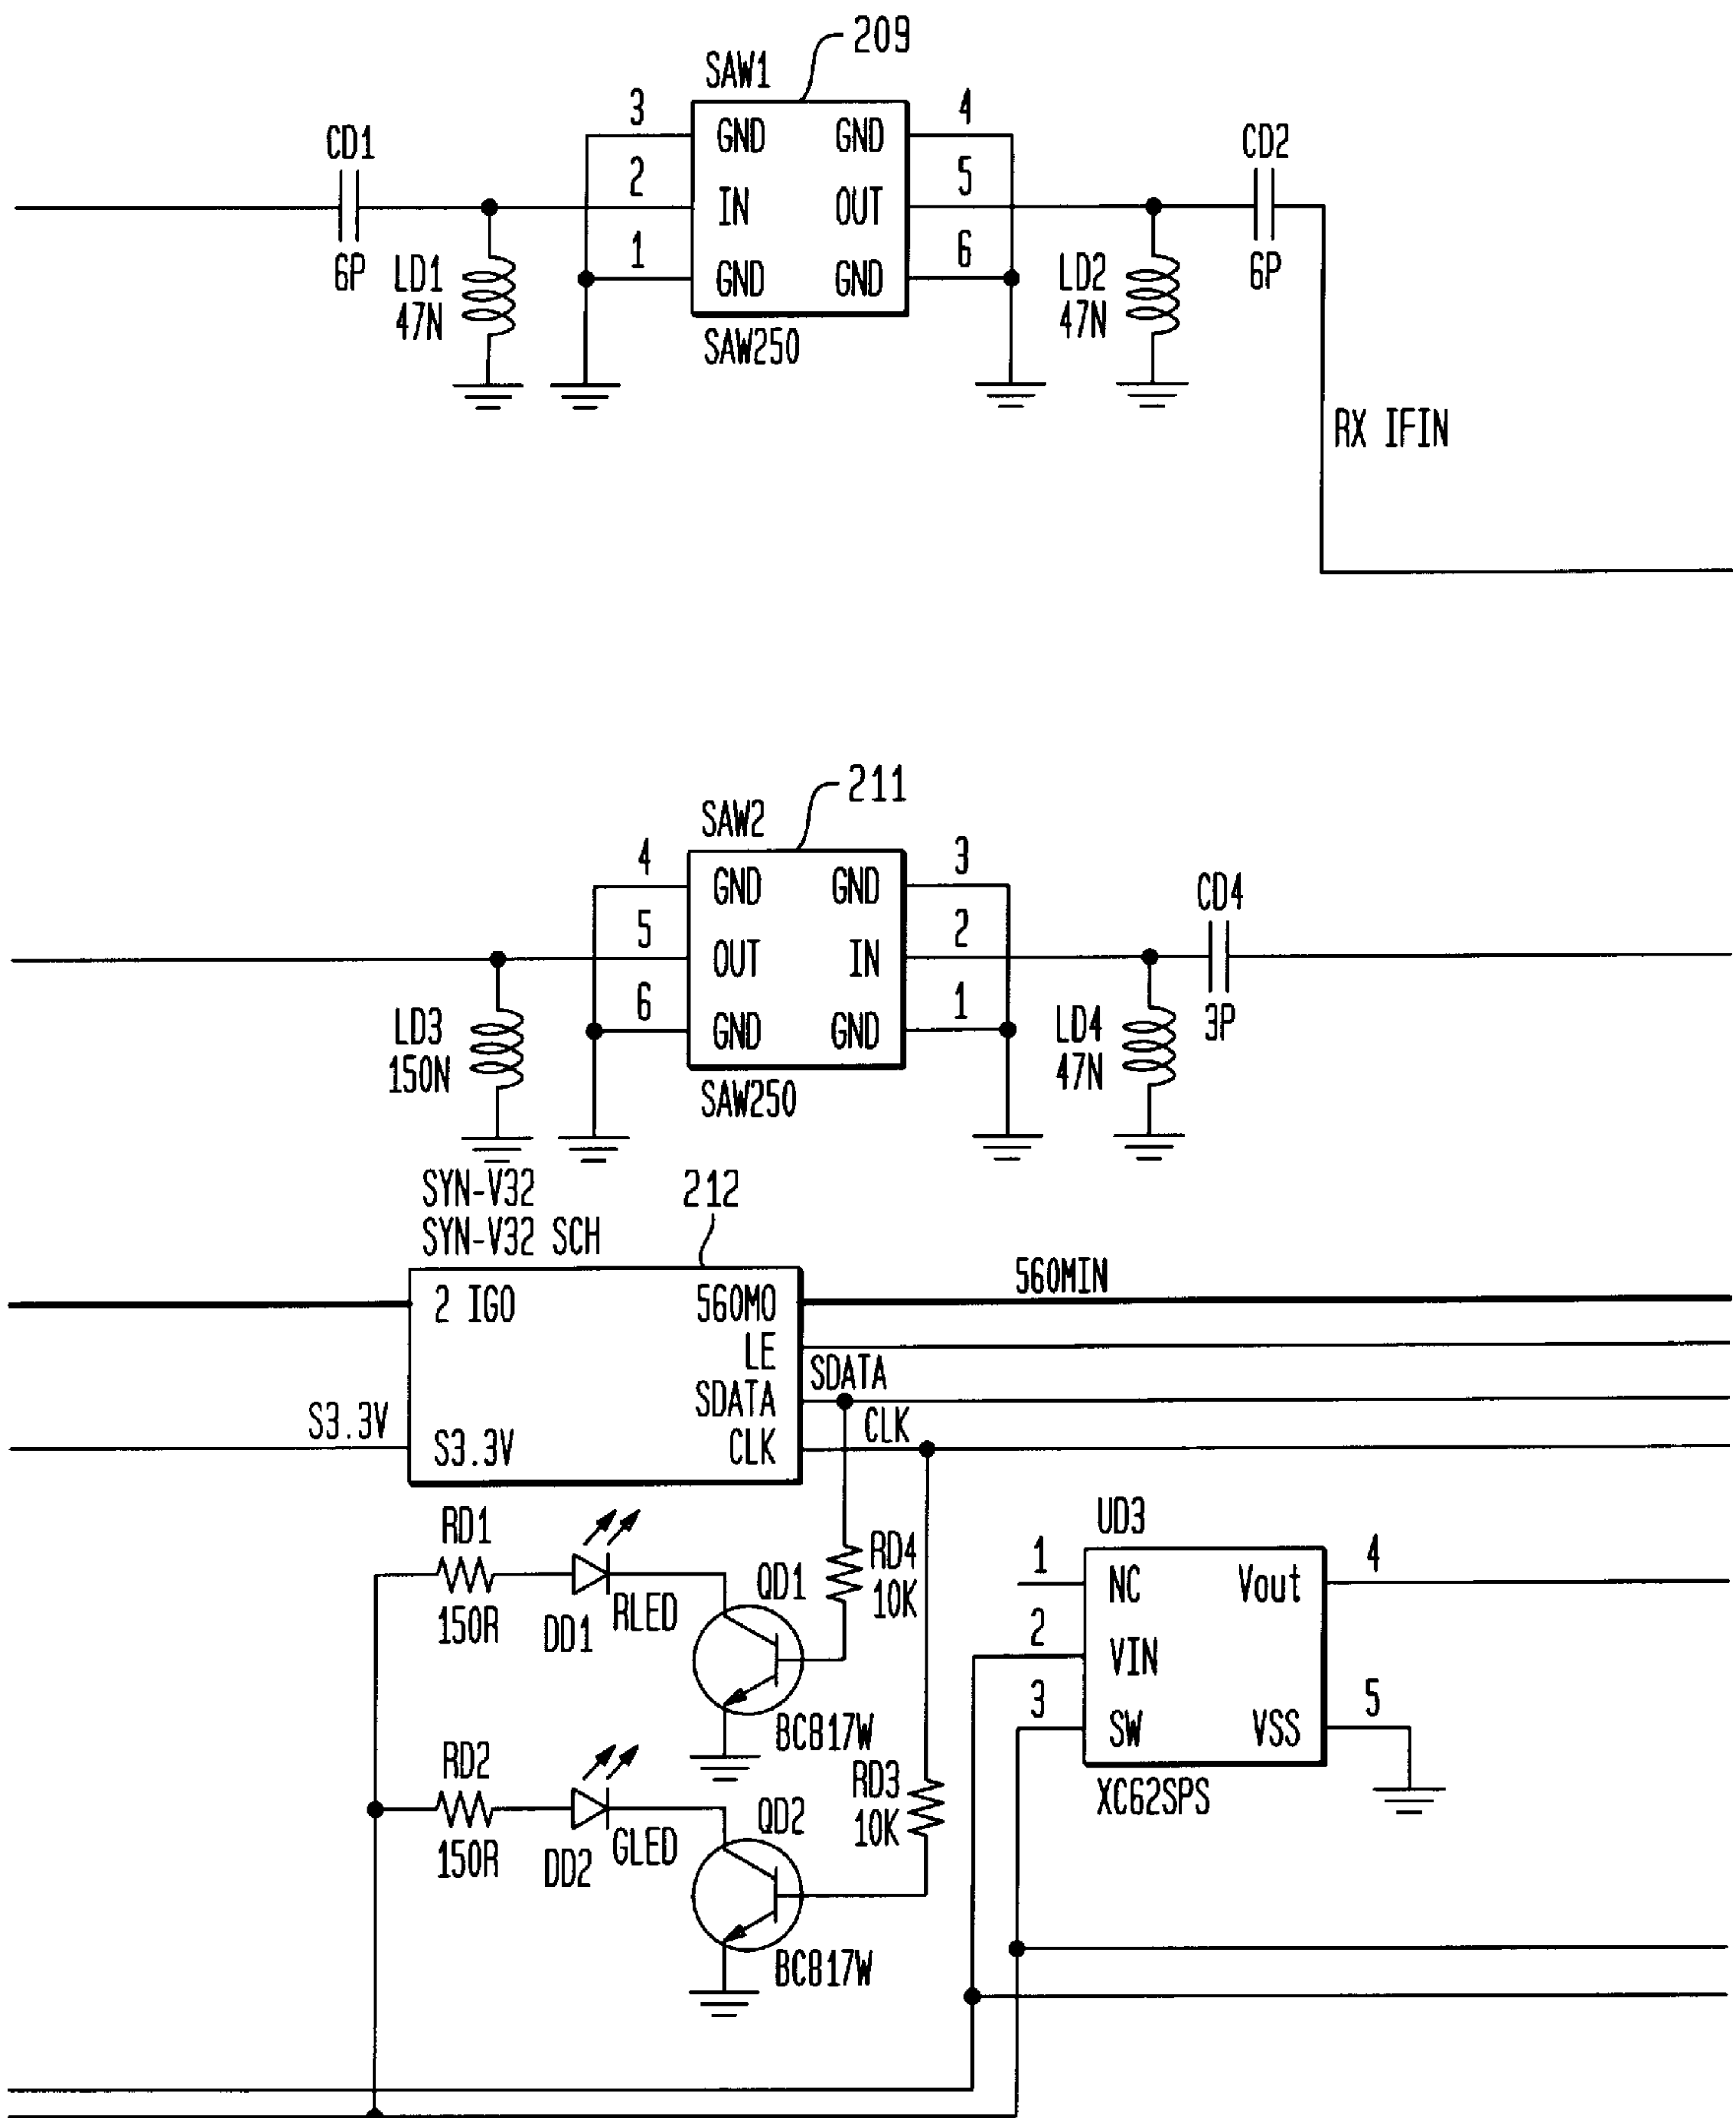 209
SAW1
3
GND
GND
4
CD1
CD2
2
IN
OUT
5
6P
LD1
47N
1
GND
GND
6
LD2
47N
6P
SAW250
RX IFIN
211
SAW2
4
GND
GND
3
CD4
5
OUT
IN
2
LD3
150N
6
GND
GND
1
LD4
47N
3P
SAW250
SYN-V32
SYN-V32 SCH
212
2 IGO
560MO
560MIN
LE
SDATA
SDATA
S3.3V
S3.3V
CLK
CLK
RD1
150R
DD1
RLED
QD1
RD4
10K
BC817W
UD3
1
NC
Vout
4
2
VIN
3
SW
VSS
5
XC62SPS
RD2
150R
DD2
GLED
QD2
RD3
10K
BC817W